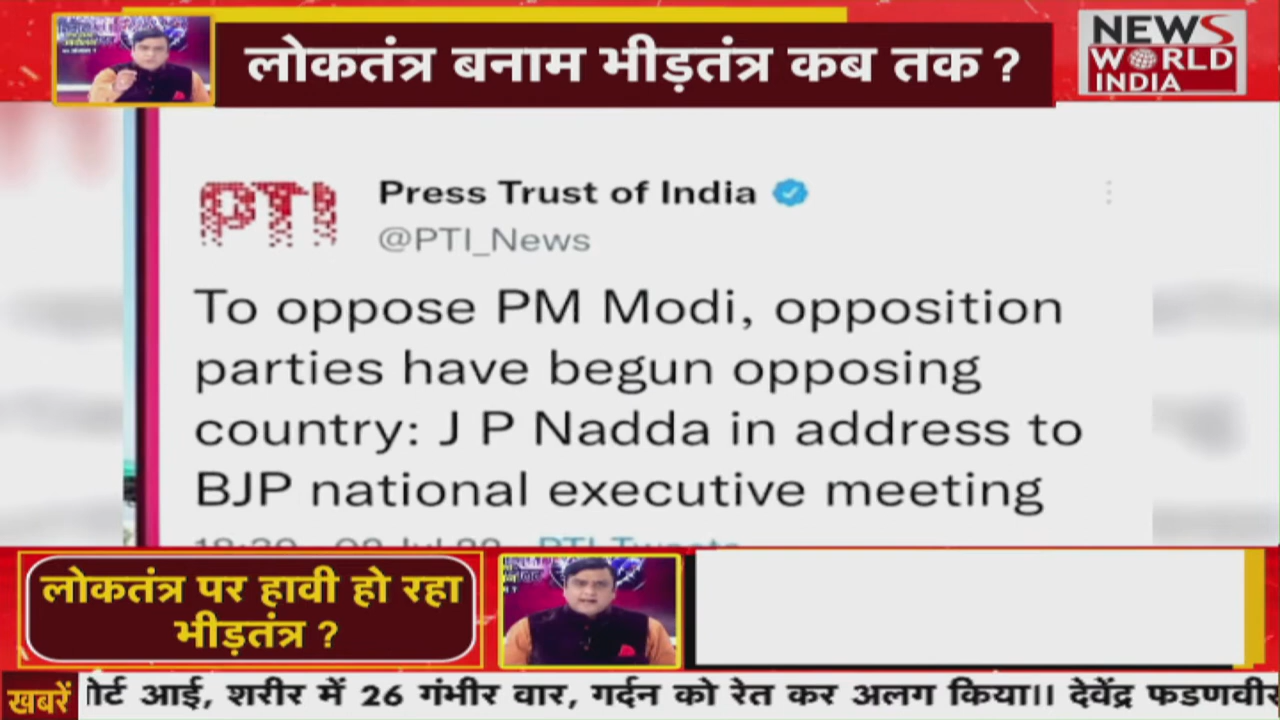 लोकतंत्र बनाम भीड़तंत्र कब तक ?
NEWS
WORLD
INDIA
PTI
Press Trust of India
@PTI_News
To oppose PM Modi, opposition
parties have begun opposing
country: J P Nadda in address to
BJP national executive meeting
लोकतंत्र पर हावी हो रहा
भीड़तंत्र ?
खबरें
आई, शरीर में 26 गंभीर वार, गर्दन को रेत कर अलग किया।। देवेंद्र फडणवीर